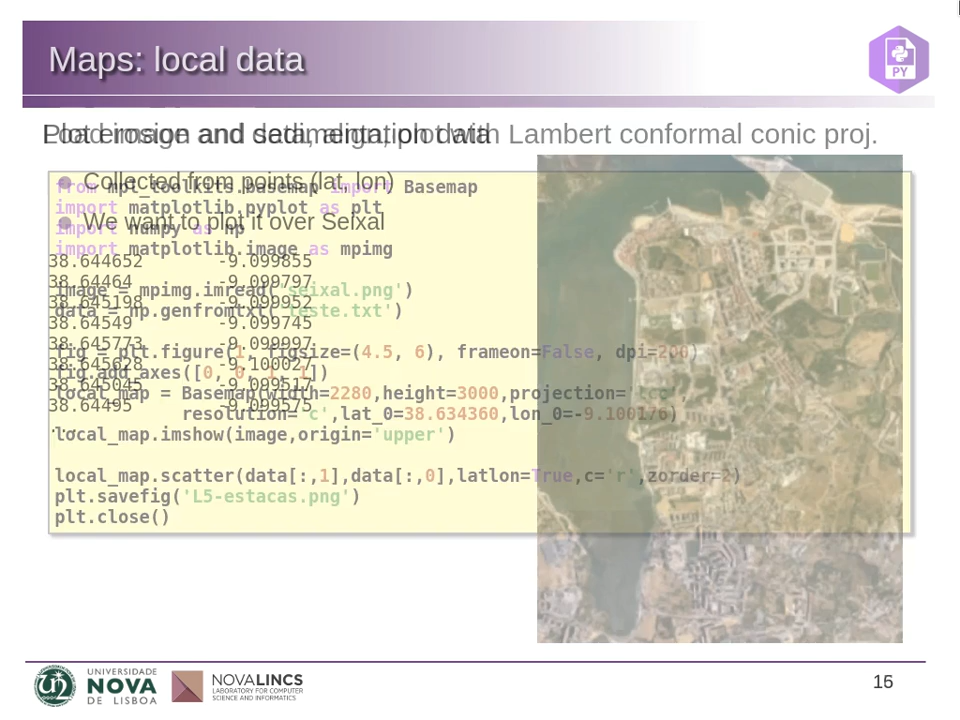 Maps: local data
PY
Plot erosion and sedimentation data
Load image and data, align, plot with Lambert conformal conic proj.
Collected from points (lat, lon)
We want to plot it over Seixal
38.644652 -9.099855
38.64464 -9.099797
38.645198 -9.099952
38.64549 -9.099745
38.645773 -9.099997
38.645628 -9.100027
38.645045 -9.099517
38.64495 -9.099575
...
from mpl_toolkits.basemap import Basemap
import matplotlib.pyplot as plt
import numpy as np
import matplotlib.image as mpimg
image = mpimg.imread('seixal.png')
data = np.genfromtxt('teste.txt')
fig = plt.figure(1, figsize=(4.5, 6), frameon=False, dpi=200)
fig.add_axes([0, 0, 1, 1])
local_map = Basemap(width=2280,height=3000,projection='lcc',
resolution='c',lat_0=38.634360,lon_0=-9.100176)
local_map.imshow(image,origin='upper')
local_map.scatter(data[:,1],data[:,0],latlon=True,c='r',zorder=2)
plt.savefig('L5-estacas.png')
plt.close()
UNIVERSIDADE
NOVA
DE LISBOA
NOVALINCS
LABORATORY FOR COMPUTER
SCIENCE AND INFORMATICS
16